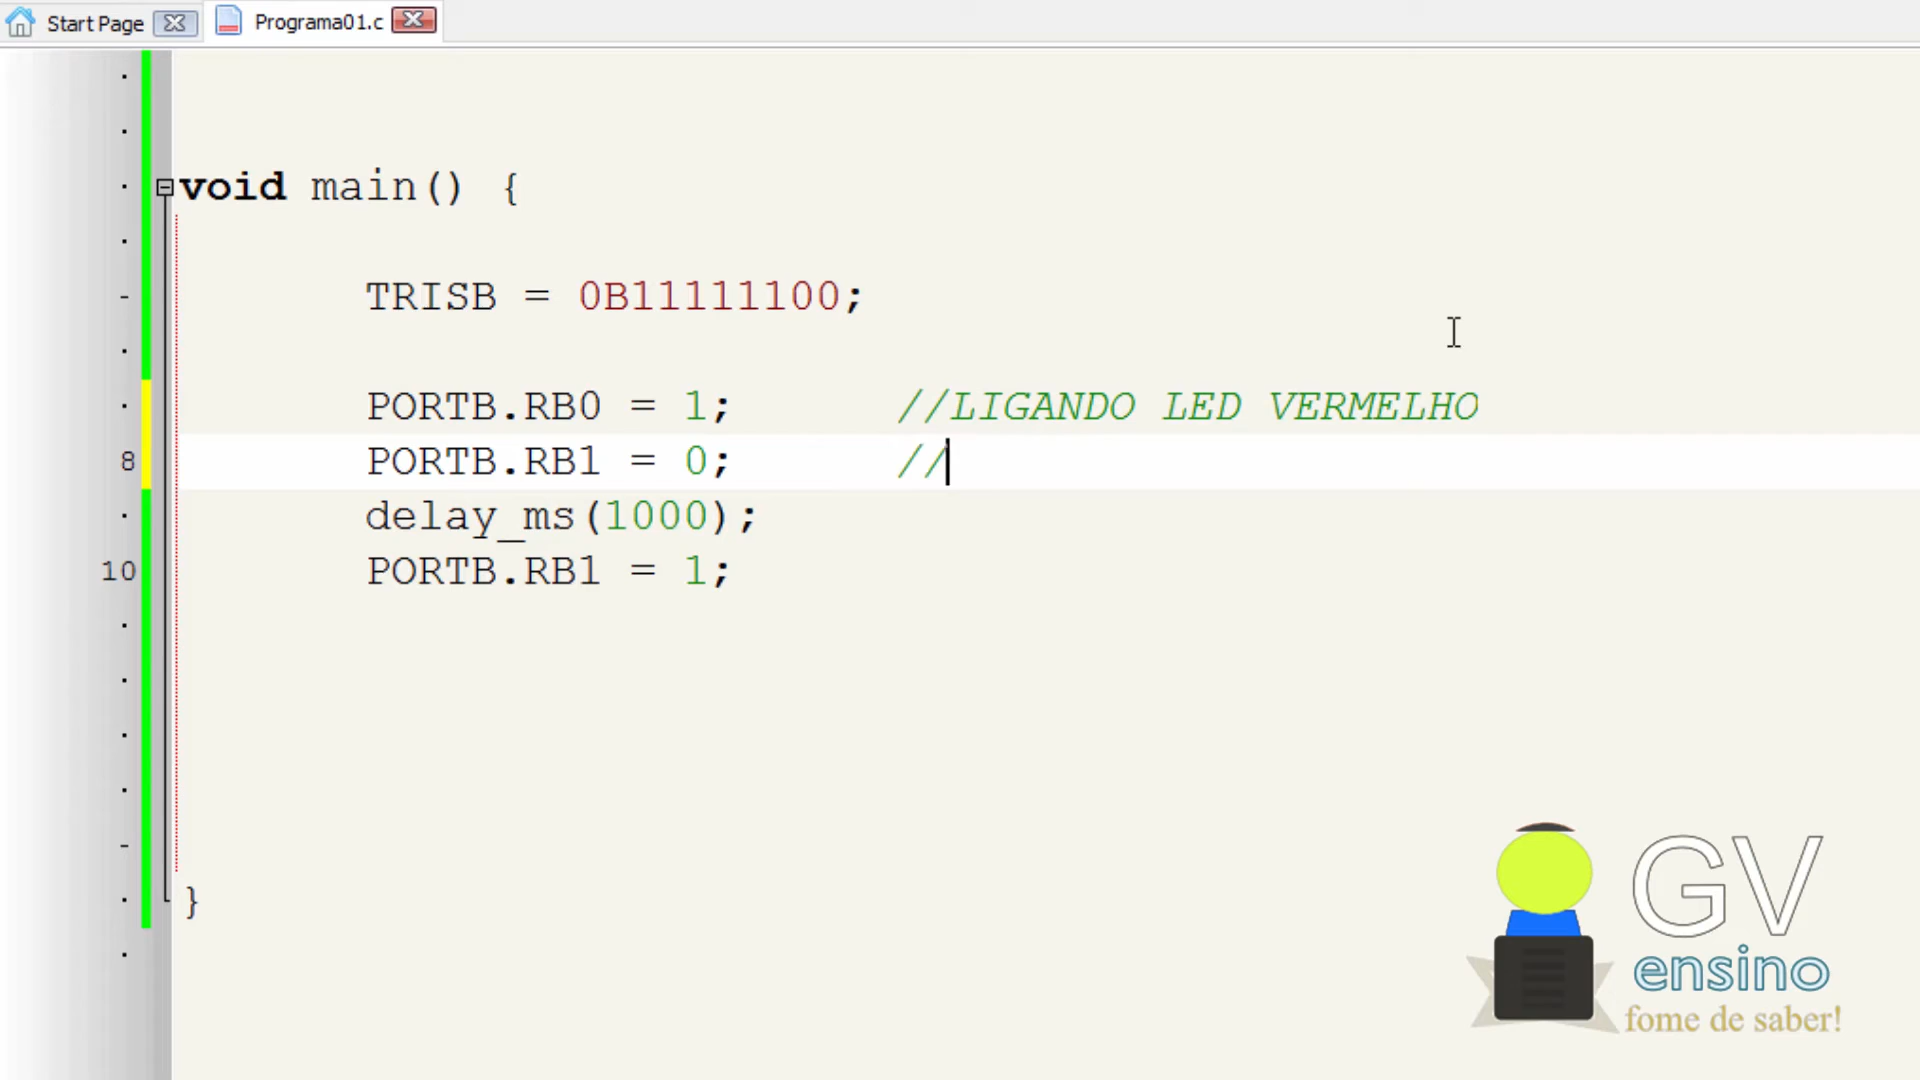 Start Page Programa01.c
void main() {
TRISB = 0B11111100;
PORTB.RB0 = 1; //LIGANDO LED VERMELHO
8 PORTB.RB1 = 0; //
delay_ms(1000);
10 PORTB.RB1 = 1;
}
GV
ensino
fome de saber!